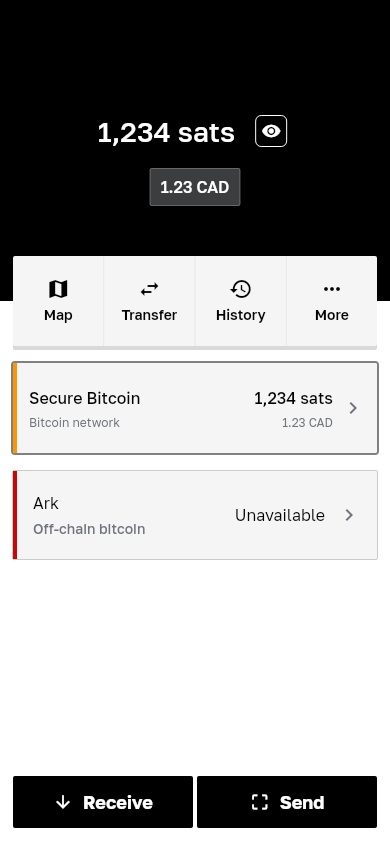 1,234 sats
1.23 CAD
Map
Transfer
History
More
Secure Bitcoin
1,234 sats
Bitcoin network
1.23 CAD
Ark
Unavailable
Off-chain bitcoin
Receive
Send